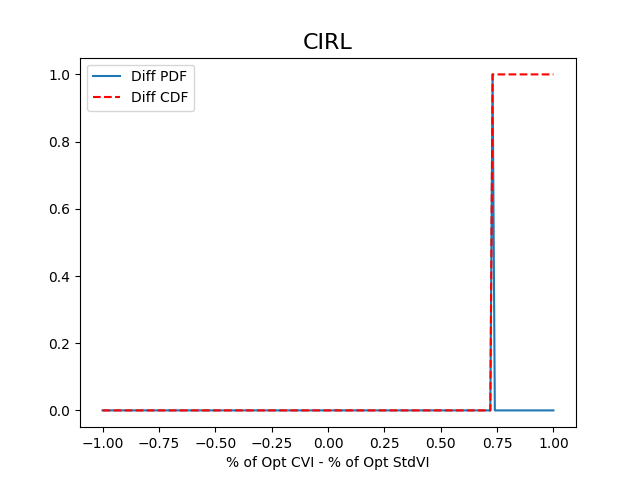 CIRL
Diff PDF
Diff CDF
1.0
0.8
0.6
0.4
0.2
0.0
−1.00 −0.75 −0.50 −0.25 0.00 0.25 0.50 0.75 1.00
% of Opt CVI - % of Opt StdVI